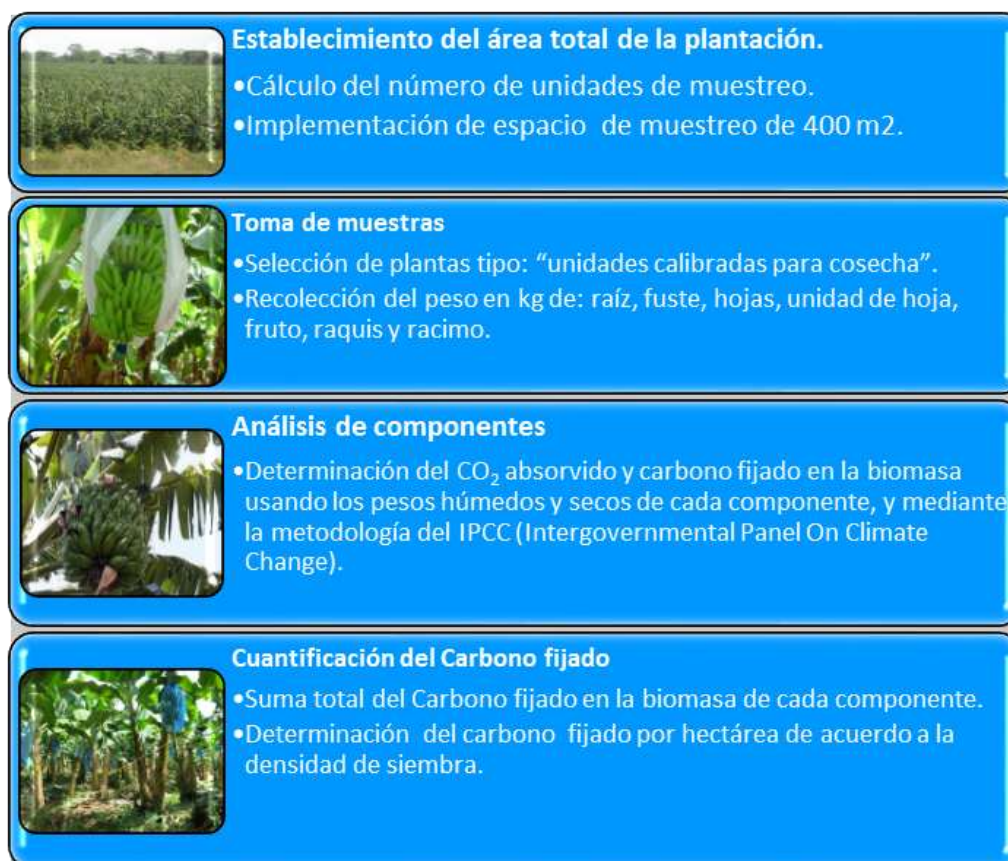 Establecimiento del área total de la plantación.
•Cálculo del número de unidades de muestreo.
•Implementación de espacio de muestreo de 400 m2.
Toma de muestras
•Selección de plantas tipo: “unidades calibradas para cosecha”.
•Recolección del peso en kg de: raíz, fuste, hojas, unidad de hoja,
fruto, raquis y racimo.
Análisis de componentes
•Determinación del CO₂ absorvido y carbono fijado en la biomasa
usando los pesos húmedos y secos de cada componente, y mediante
la metodología del IPCC (Intergovernmental Panel On Climate
Change).
Cuantificación del Carbono fijado
•Suma total del Carbono fijado en la biomasa de cada componente.
•Determinación del carbono fijado por hectárea de acuerdo a la
densidad de siembra.